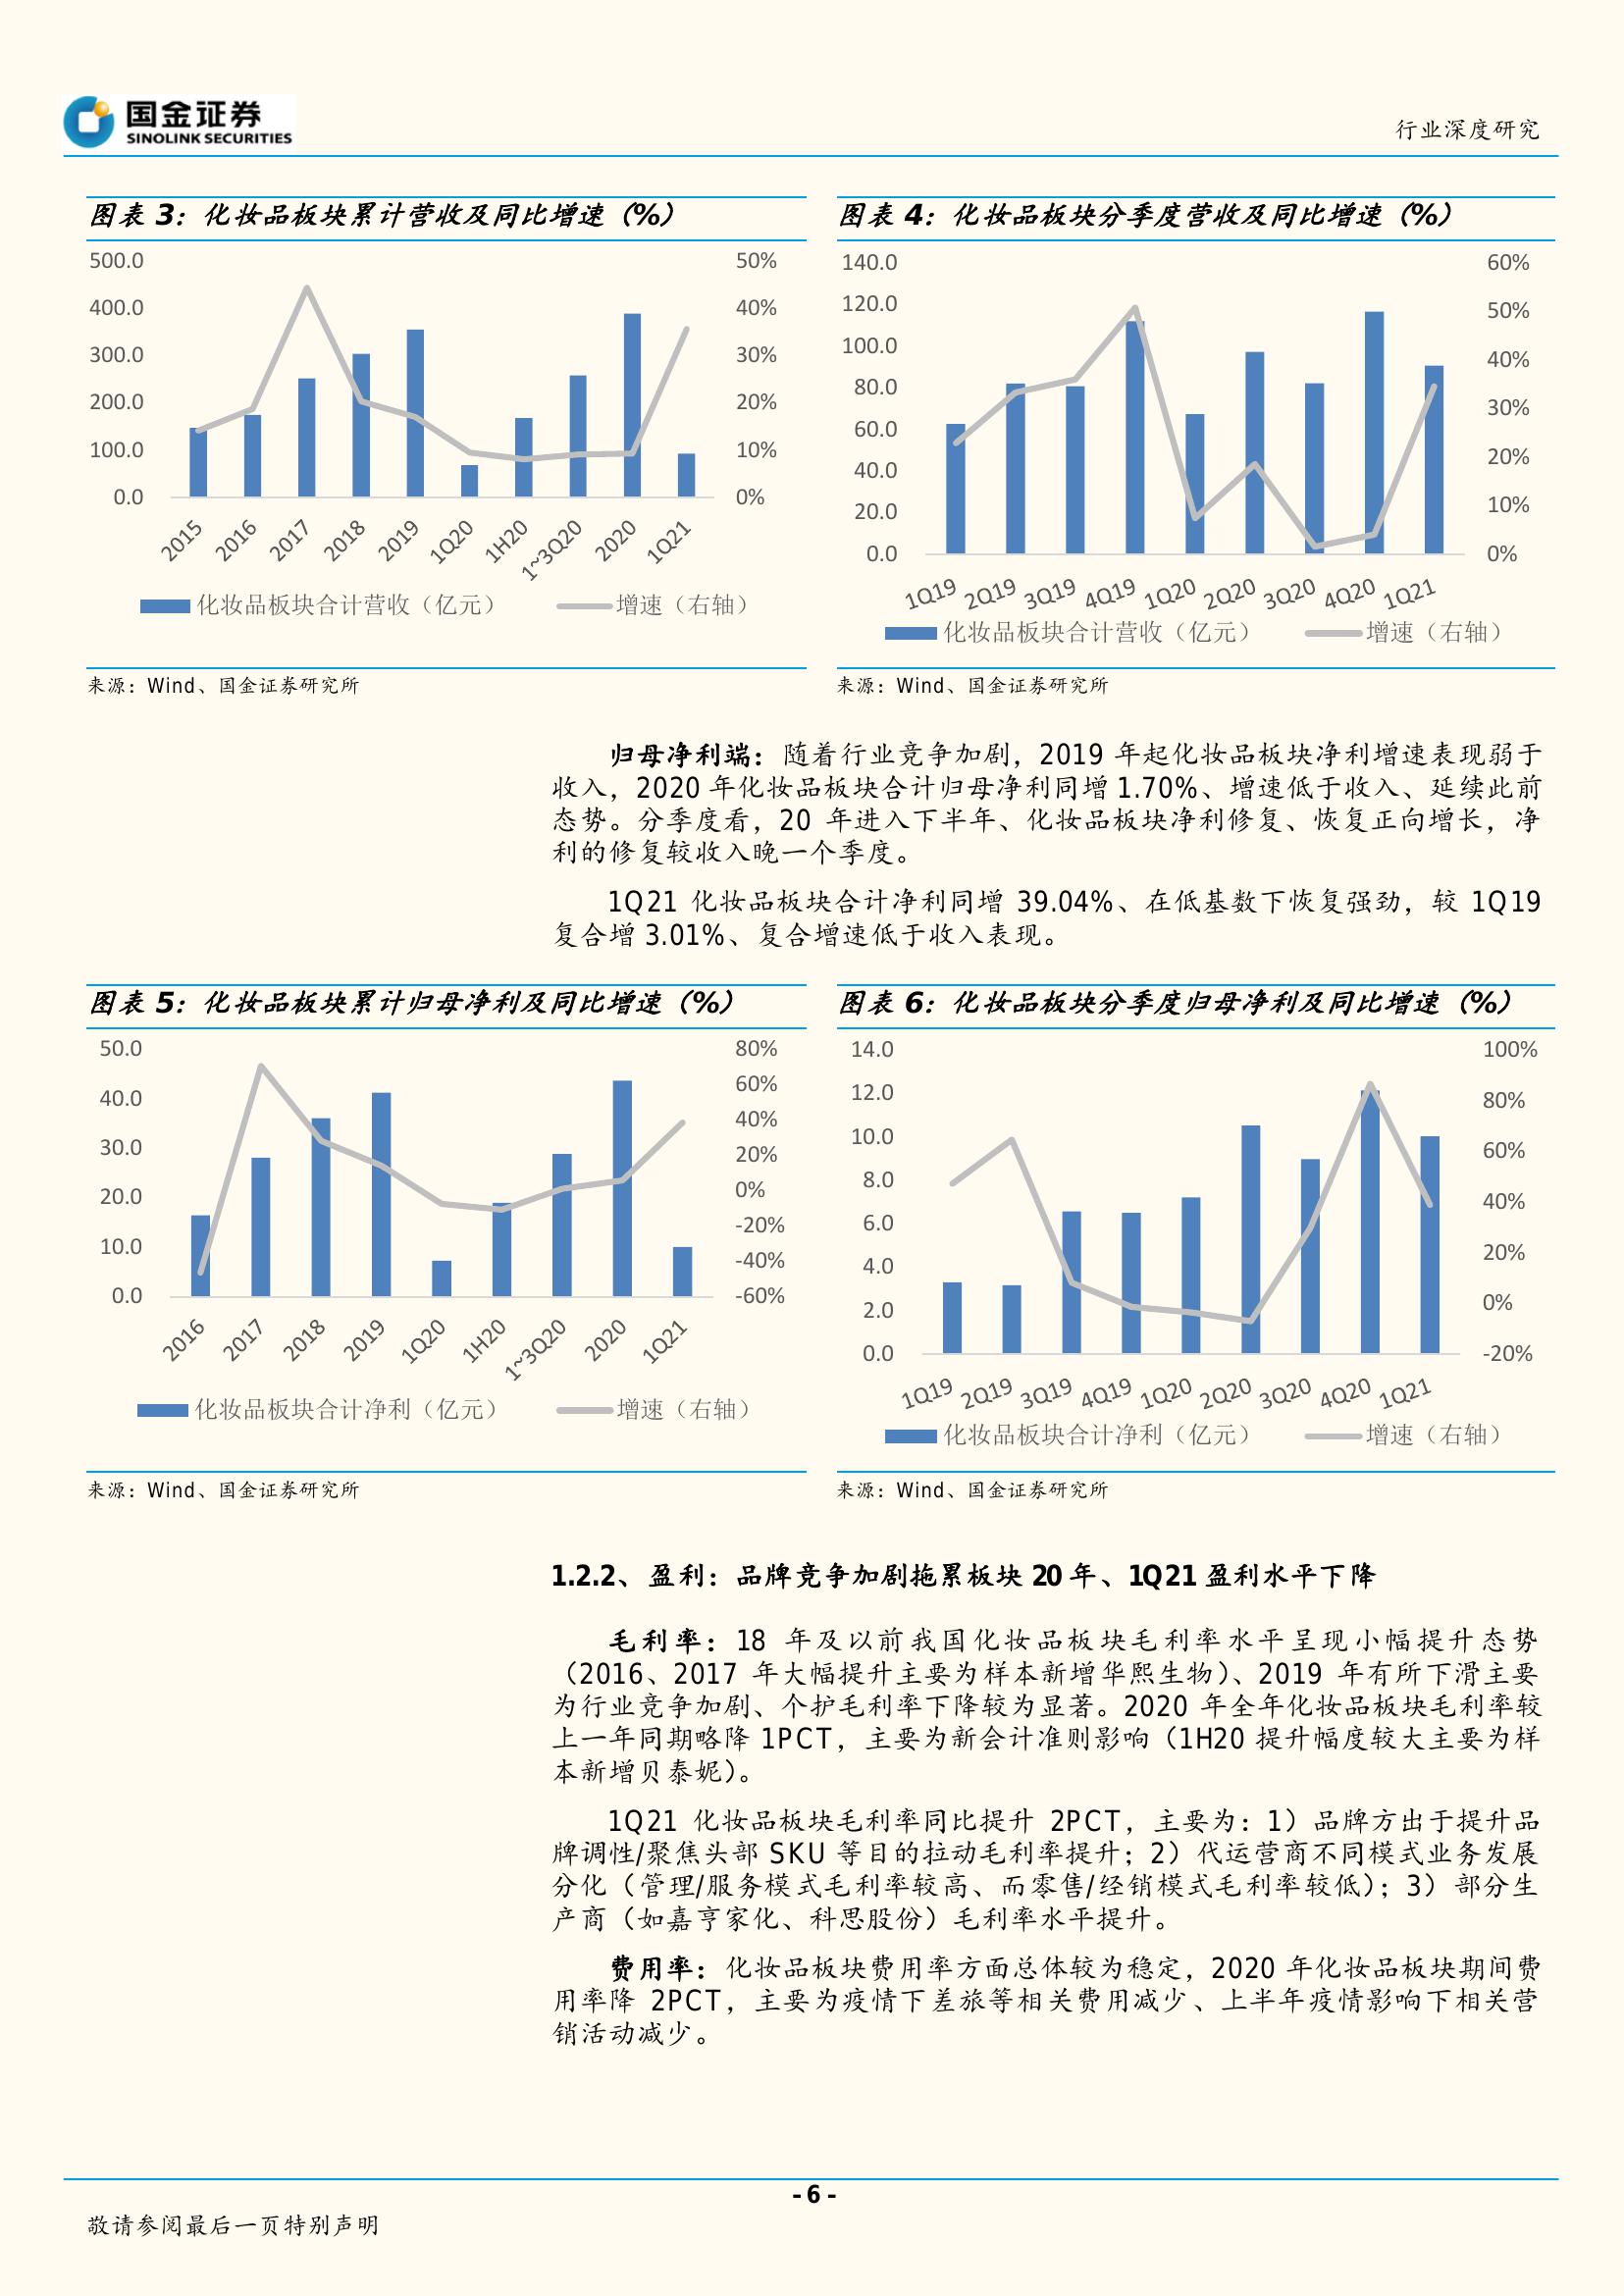 国金证券
SINOLINK SECURITIES
行业深度研究
图表 3：化妆品板块累计营收及同比增速（%）
500.0
400.0
300.0
200.0
100.0
0.0
50%
40%
30%
20%
10%
0%
2015
2016
2017
2018
2019
1Q20
1H20
1~3Q20
2020
1Q21
化妆品板块合计营收（亿元）
增速（右轴）
来源：Wind、国金证券研究所
图表 4：化妆品板块分季度营收及同比增速（%）
140.0
120.0
100.0
80.0
60.0
40.0
20.0
0.0
60%
50%
40%
30%
20%
10%
0%
1Q19
2Q19
3Q19
4Q19
1Q20
2Q20
3Q20
4Q20
1Q21
化妆品板块合计营收（亿元）
增速（右轴）
来源：Wind、国金证券研究所
归母净利端：随着行业竞争加剧，2019 年起化妆品板块净利增速表现弱于
收入，2020 年化妆品板块合计归母净利同增 1.70%、增速低于收入、延续此前
态势。分季度看，20 年进入下半年、化妆品板块净利修复、恢复正向增长，净
利的修复较收入晚一个季度。
1Q21 化妆品板块合计净利同增 39.04%、在低基数下恢复强劲，较 1Q19
复合增 3.01%、复合增速低于收入表现。
图表 5：化妆品板块累计归母净利及同比增速（%）
50.0
40.0
30.0
20.0
10.0
0.0
80%
60%
40%
20%
0%
-20%
-40%
-60%
2016
2017
2018
2019
1Q20
1H20
1~3Q20
2020
1Q21
化妆品板块合计净利（亿元）
增速（右轴）
来源：Wind、国金证券研究所
图表 6：化妆品板块分季度归母净利及同比增速（%）
14.0
12.0
10.0
8.0
6.0
4.0
2.0
0.0
100%
80%
60%
40%
20%
0%
-20%
1Q19
2Q19
3Q19
4Q19
1Q20
2Q20
3Q20
4Q20
1Q21
化妆品板块合计净利（亿元）
增速（右轴）
来源：Wind、国金证券研究所
1.2.2、盈利：品牌竞争加剧拖累板块 20 年、1Q21 盈利水平下降
毛利率：18 年及以前我国化妆品板块毛利率水平呈现小幅提升态势
（2016、2017 年大幅提升主要为样本新增华熙生物）、2019 年有所下滑主要
为行业竞争加剧、个护毛利率下降较为显著。2020 年全年化妆品板块毛利率较
上一年同期略降 1PCT，主要为新会计准则影响（1H20 提升幅度较大主要为样
本新增贝泰妮）。
1Q21 化妆品板块毛利率同比提升 2PCT，主要为：1）品牌方出于提升品
牌调性/聚焦头部 SKU 等目的拉动毛利率提升；2）代运营商不同模式业务发展
分化（管理/服务模式毛利率较高、而零售/经销模式毛利率较低）；3）部分生
产商（如嘉亨家化、科思股份）毛利率水平提升。
费用率：化妆品板块费用率方面总体较为稳定，2020 年化妆品板块期间费
用率降 2PCT，主要为疫情下差旅等相关费用减少、上半年疫情影响下相关营
销活动减少。
- 6 -
敬请参阅最后一页特别声明